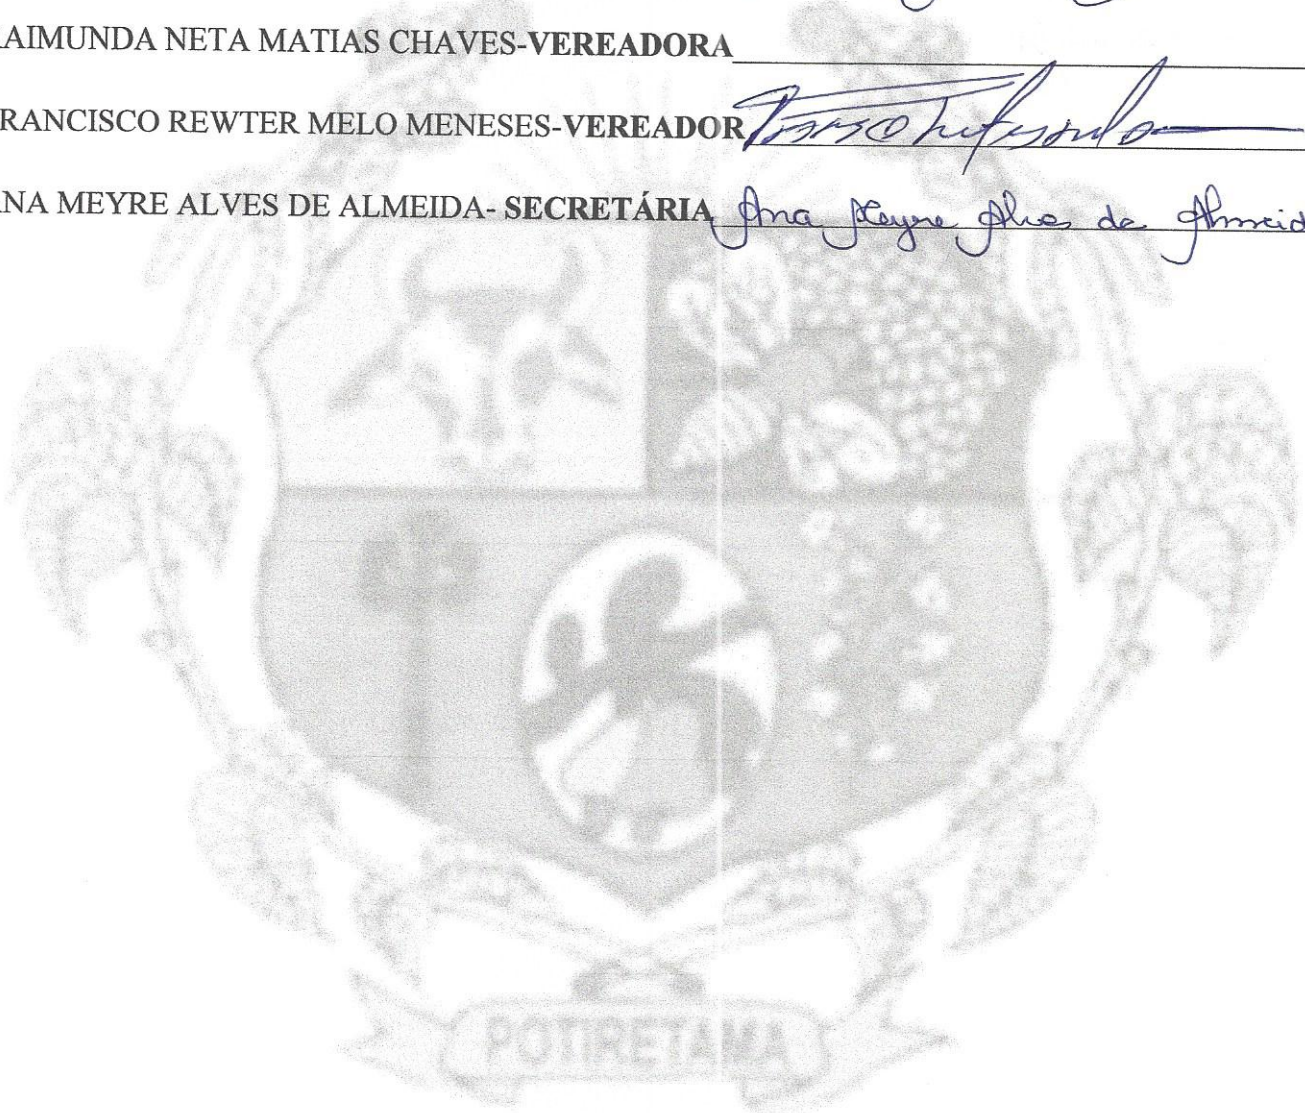 AIMUNDA NETA MATIAS CHAVES-VEREADORA
RANCISCO REWTER MELO MENESES-VEREADOR
NA MEYRE ALVES DE ALMEIDA- SECRETÁRIA Ana Meyre Alves de Almeid
POTIRETAMA